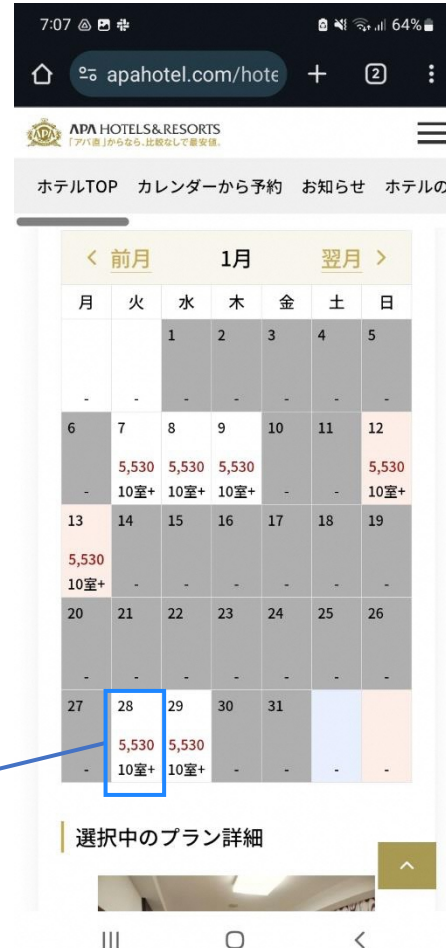 7:07 64%
apahotel.com/hote + 2
APA HOTELS&RESORTS
「アパ直」からなら、比較なしで最安値。
ホテルTOP カレンダーから予約 お知らせ ホテルの
< 前月 1月 翌月 >
月 火 水 木 金 土 日
1 2 3 4 5
- - - - - - -
6 7 8 9 10 11 12
5,530 5,530 5,530 5,530
- 10室+ 10室+ 10室+ - - 10室+
13 14 15 16 17 18 19
5,530
10室+ - - - - - -
20 21 22 23 24 25 26
- - - - - - -
27 28 29 30 31
5,530 5,530
- 10室+ 10室+ - - - -
選択中のプラン詳細